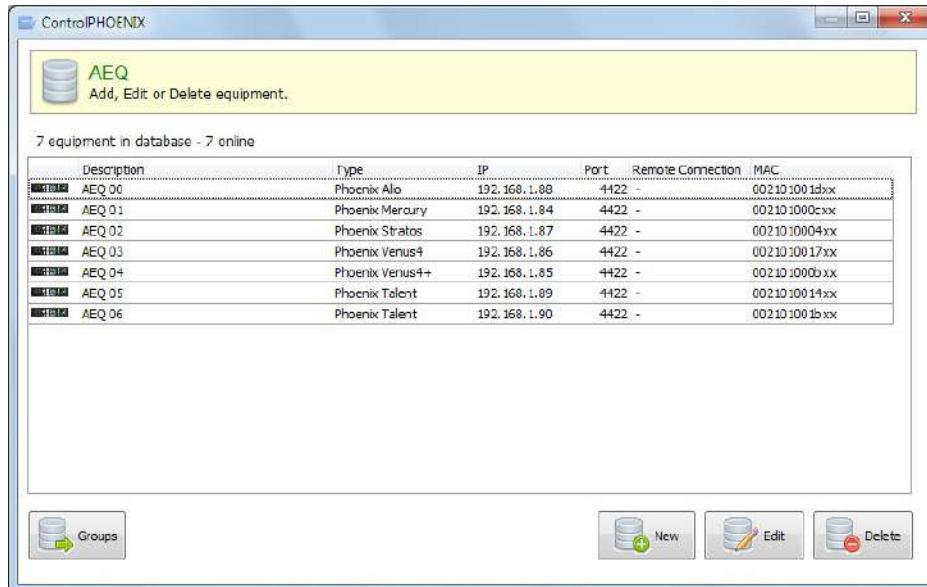 ControlPHOENIX
AEQ
Add, Edit or Delete equipment.
7 equipment in database - 7 online
Description Type IP Port Remote Connection MAC
AEQ 00 Phoenix Alio 192.168.1.88 4422 - 002101001dxx
AEQ 01 Phoenix Mercury 192.168.1.84 4422 - 002101000cxx
AEQ 02 Phoenix Stratos 192.168.1.87 4422 - 002101004xx
AEQ 03 Phoenix Venus4 192.168.1.86 4422 - 0021010017xx
AEQ 04 Phoenix Venus4+ 192.168.1.85 4422 - 002101000bxx
AEQ 05 Phoenix Talent 192.168.1.89 4422 - 0021010014xx
AEQ 06 Phoenix Talent 192.168.1.90 4422 - 002101001bxx
Groups New Edit Delete